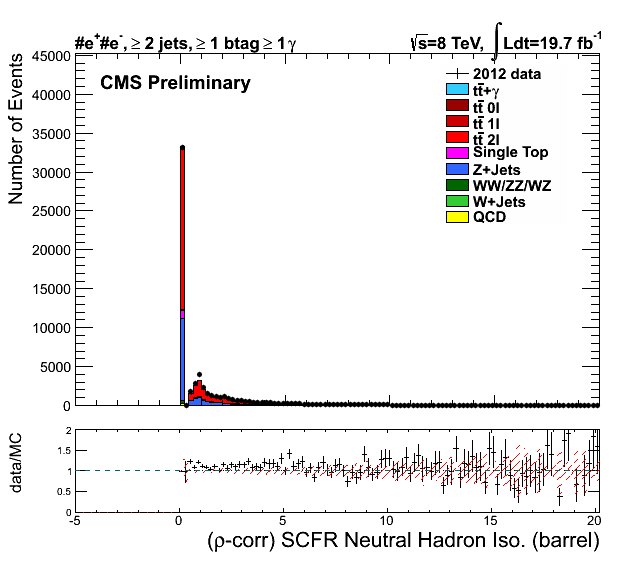 #e⁺#e⁻, ≥ 2 jets, ≥ 1 btag ≥ 1 γ
√s=8 TeV, ∫ Ldt=19.7 fb⁻¹
CMS Preliminary
2012 data
tt̄+γ
tt̄ 0l
tt̄ 1l
tt̄ 2l
Single Top
Z+Jets
WW/ZZ/WZ
W+Jets
QCD
Number of Events
45000
40000
35000
30000
25000
20000
15000
10000
5000
0
data/MC
2
1.5
1
0.5
0
-5 0 5 10 15 20
(ρ-corr) SCFR Neutral Hadron Iso. (barrel)